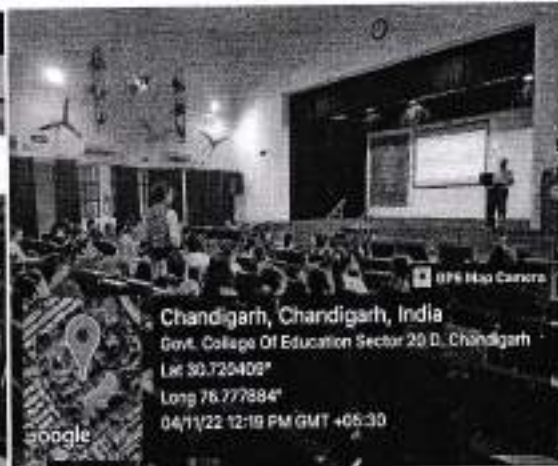 GPS Map Camera
Chandigarh, Chandigarh, India
Govt. College Of Education Sector 20 D, Chandigarh
Lat 30.720409°
Long 76.777884°
04/11/22 12:19 PM GMT +05:30
Google